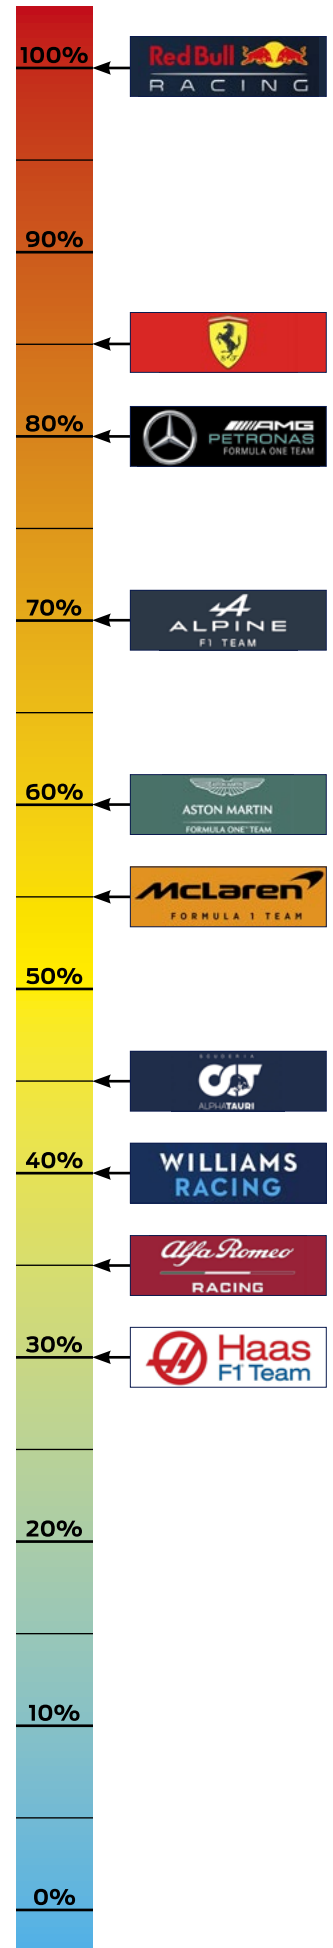 100%
Red Bull
RACING
90%
80%
AMG
PETRONAS
FORMULA ONE TEAM
70%
ALPINE
F1 TEAM
60%
ASTON MARTIN
FORMULA ONE™ TEAM
McLaren
FORMULA 1 TEAM
50%
SCUDERIA
ALPHATAURI
40%
WILLIAMS
RACING
Alfa Romeo
RACING
30%
Haas
F1 Team
20%
10%
0%